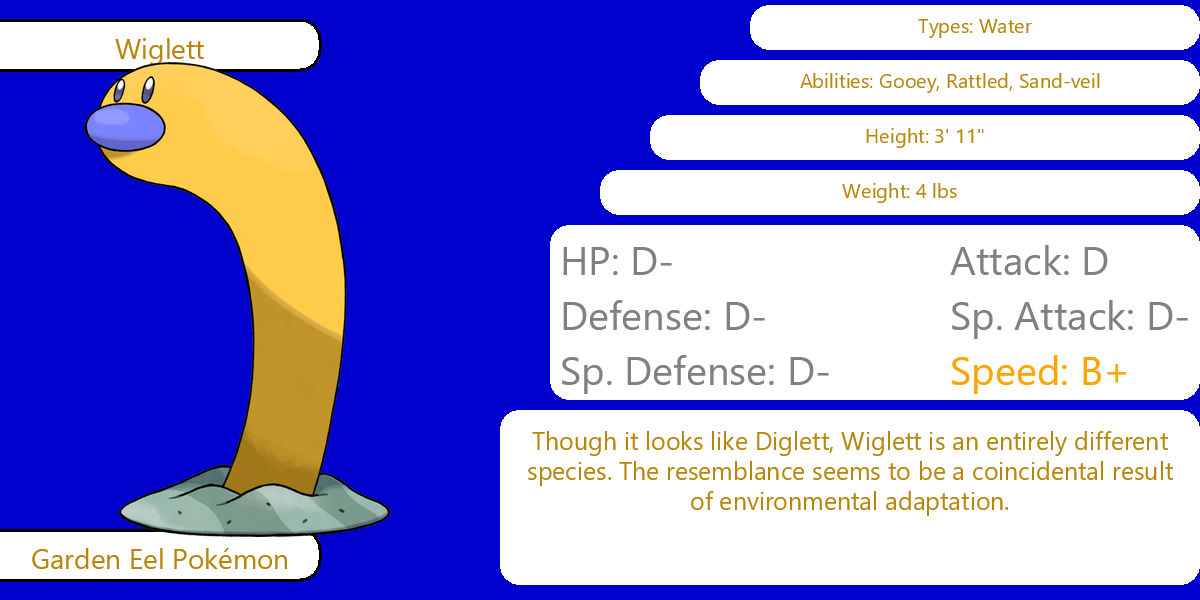 Wiglett
Types: Water
Abilities: Gooey, Rattled, Sand-veil
Height: 3' 11"
Weight: 4 lbs
HP: D-
Attack: D
Defense: D-
Sp. Attack: D-
Sp. Defense: D-
Speed: B+
Though it looks like Diglett, Wiglett is an entirely different
species. The resemblance seems to be a coincidental result
of environmental adaptation.
Garden Eel Pokémon